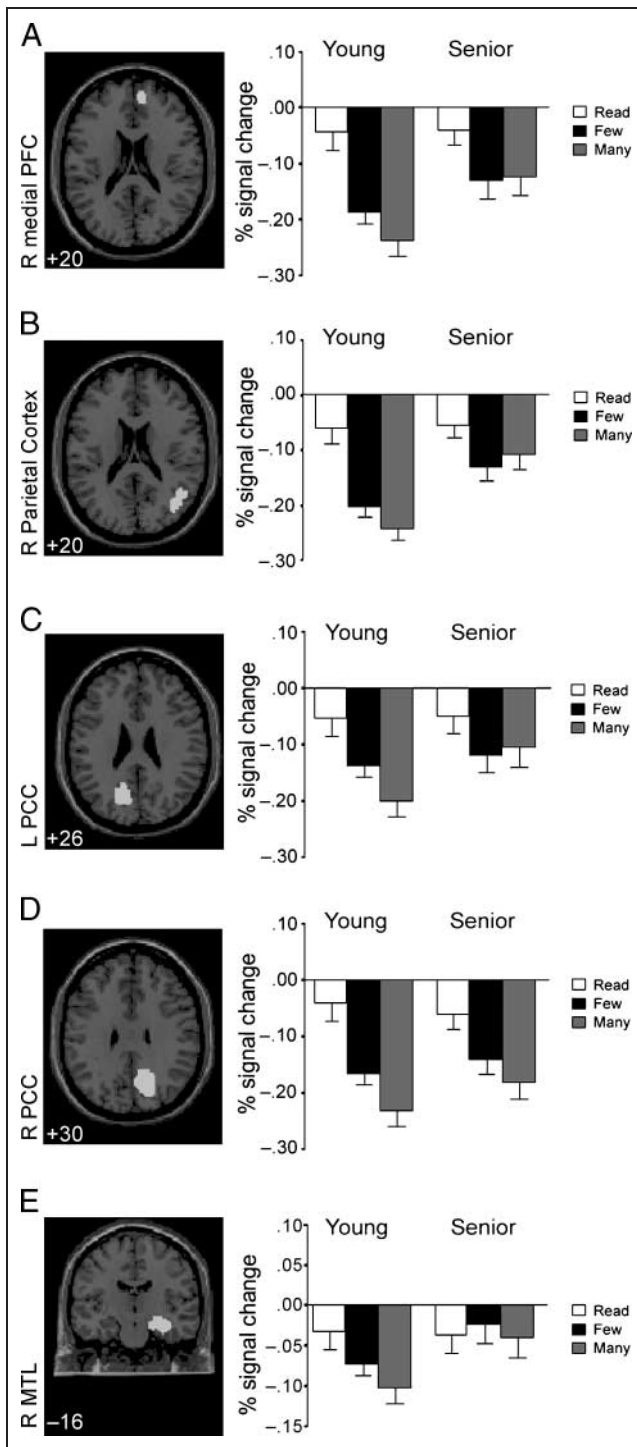 A
R medial PFC
+20
% signal change
.10
.00
–.10
–.20
–.30
Young
Senior
Read
Few
Many
B
R Parietal Cortex
+20
% signal change
.10
.00
–.10
–.20
–.30
Young
Senior
Read
Few
Many
C
L PCC
+26
% signal change
.10
.00
–.10
–.20
–.30
Young
Senior
Read
Few
Many
D
R PCC
+30
% signal change
.10
.00
–.10
–.20
–.30
Young
Senior
Read
Few
Many
E
R MTL
–16
% signal change
.10
.05
.00
–.05
–.10
–.15
Young
Senior
Read
Few
Many